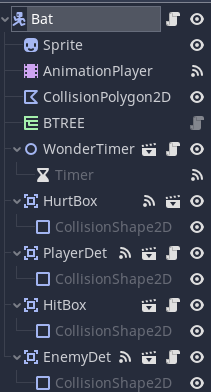 Bat
Sprite
AnimationPlayer
CollisionPolygon2D
BTREE
WonderTimer
Timer
HurtBox
CollisionShape2D
PlayerDet
CollisionShape2D
HitBox
CollisionShape2D
EnemyDet
CollisionShape2D